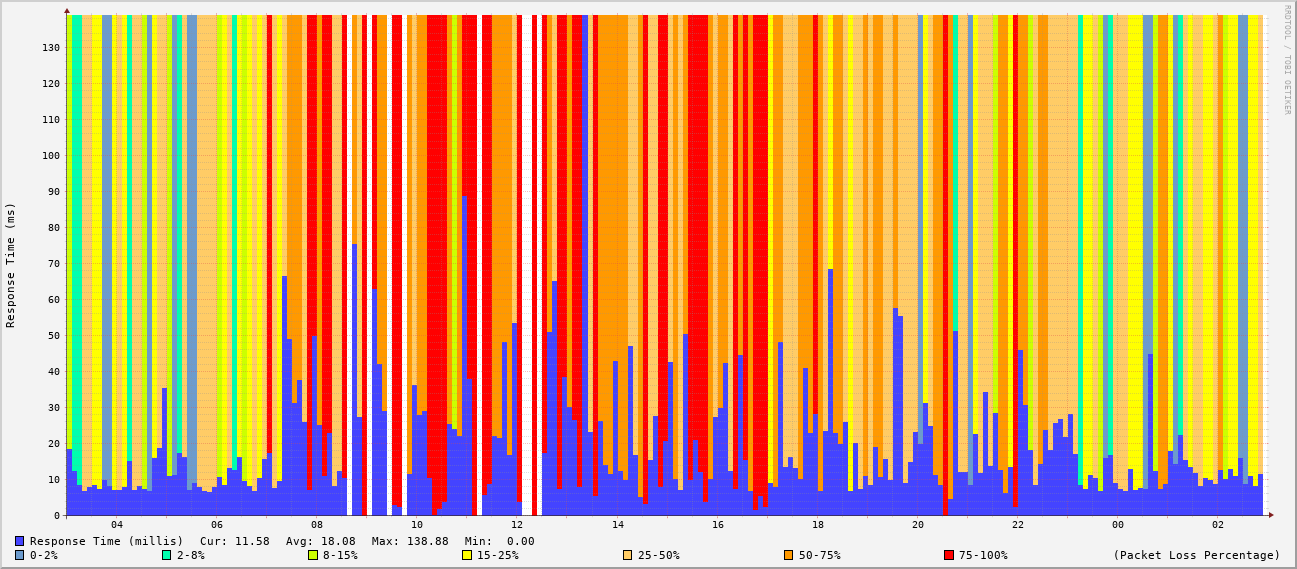 RRDTOOL / TOBI OETIKER
Response Time (ms)
130
120
110
100
90
80
70
60
50
40
30
20
10
0
04 06 08 10 12 14 16 18 20 22 00 02
Response Time (millis) Cur: 11.58 Avg: 18.08 Max: 138.88 Min: 0.00
0-2% 2-8% 8-15% 15-25% 25-50% 50-75% 75-100% (Packet Loss Percentage)